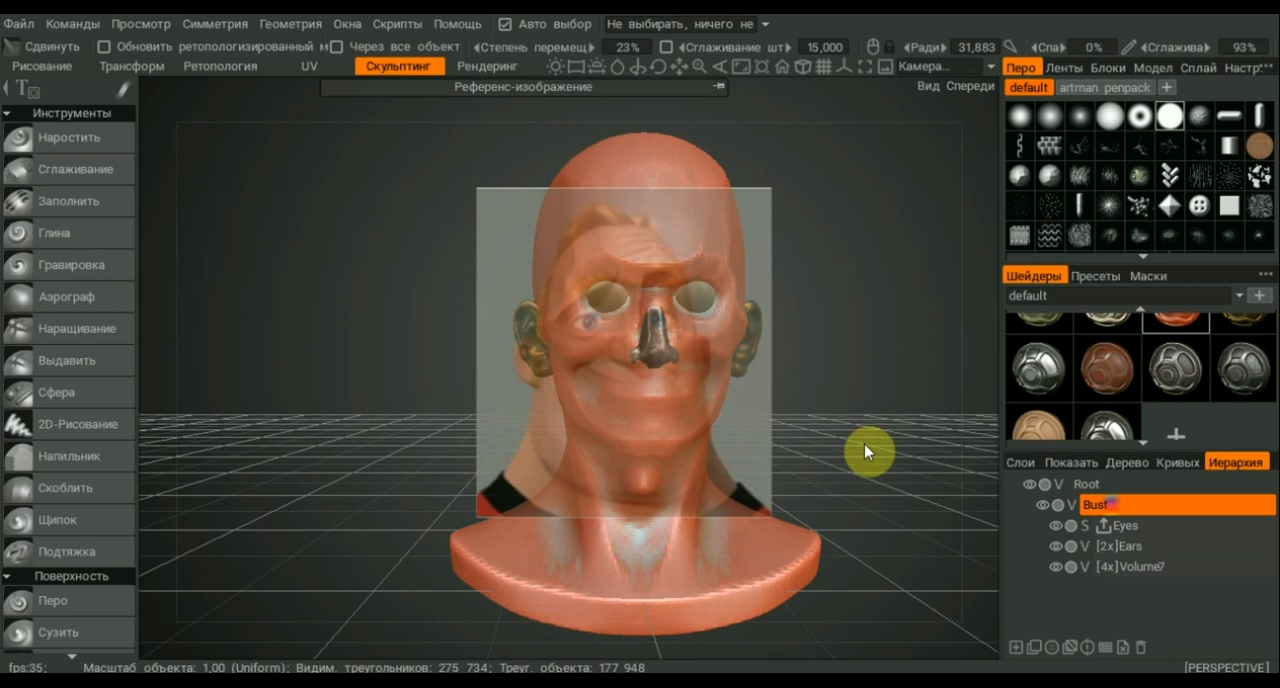 Файл Команды Просмотр Симметрия Геометрия Окна Скрипты Помощь Авто выбор Не выбирать, ничего не
Сдвинуть Обновить ретопологизированный м Через все объект Степень перемещ 23% Сглаживание шт 15,000 Ради 31,883 Спа 0% Сглажива 93%
Рисование Трансформ Ретопология UV Скульптинг Рендеринг Камера...
Перо Ленты Блоки Модел Сплай Настр...
Референс-изображение
Вид Спереди
default artman penpack +
Инструменты
Наростить
Сглаживание
Заполнить
Глина
Гравировка
Аэрограф
Наращивание
Выдавить
Сфера
2D-Рисование
Напильник
Скоблить
Щипок
Подтяжка
Поверхность
Перо
Сузить
Шейдеры Пресеты Маски
default
Слои Показать Дерево Кривых Иерархия
V Root
V Bust
S Eyes
V [2x]Ears
V [4x]Volume7
fps:35; Масштаб объекта: 1,00 (Uniform); Видим. треугольников: 275 734; Треуг. объекта: 177 948
[PERSPECTIVE]